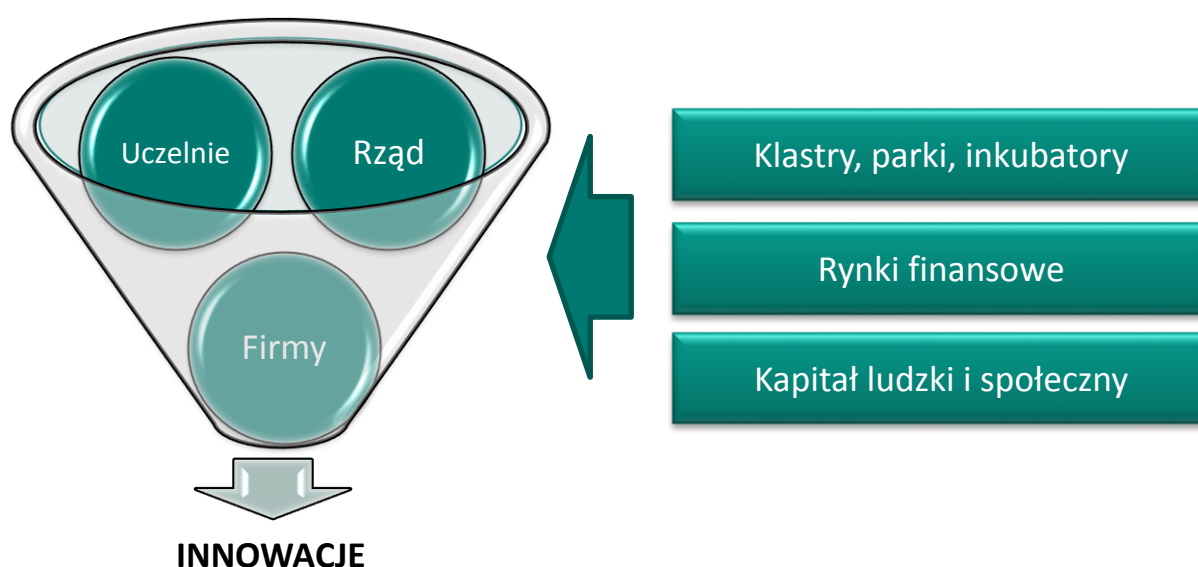 Uczelnie
Rząd
Firmy
INNOWACJE
Klastry, parki, inkubatory
Rynki finansowe
Kapitał ludzki i społeczny